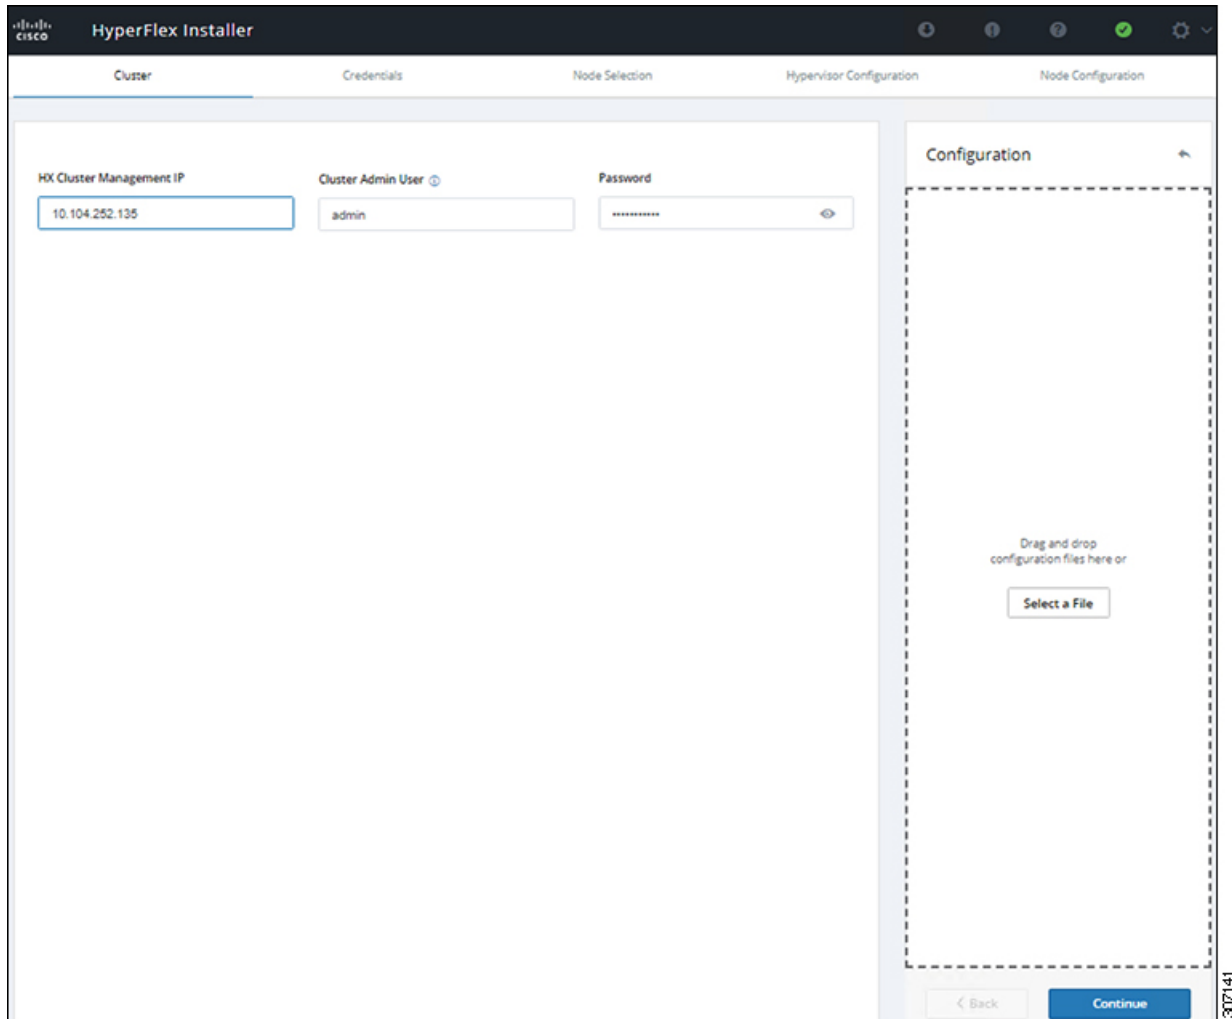 CISCO HyperFlex Installer
Cluster Credentials Node Selection Hypervisor Configuration Node Configuration
Configuration
HX Cluster Management IP Cluster Admin User Password
10.104.252.135 admin •••••••••••
Drag and drop
configuration files here or
Select a File
< Back Continue
307141